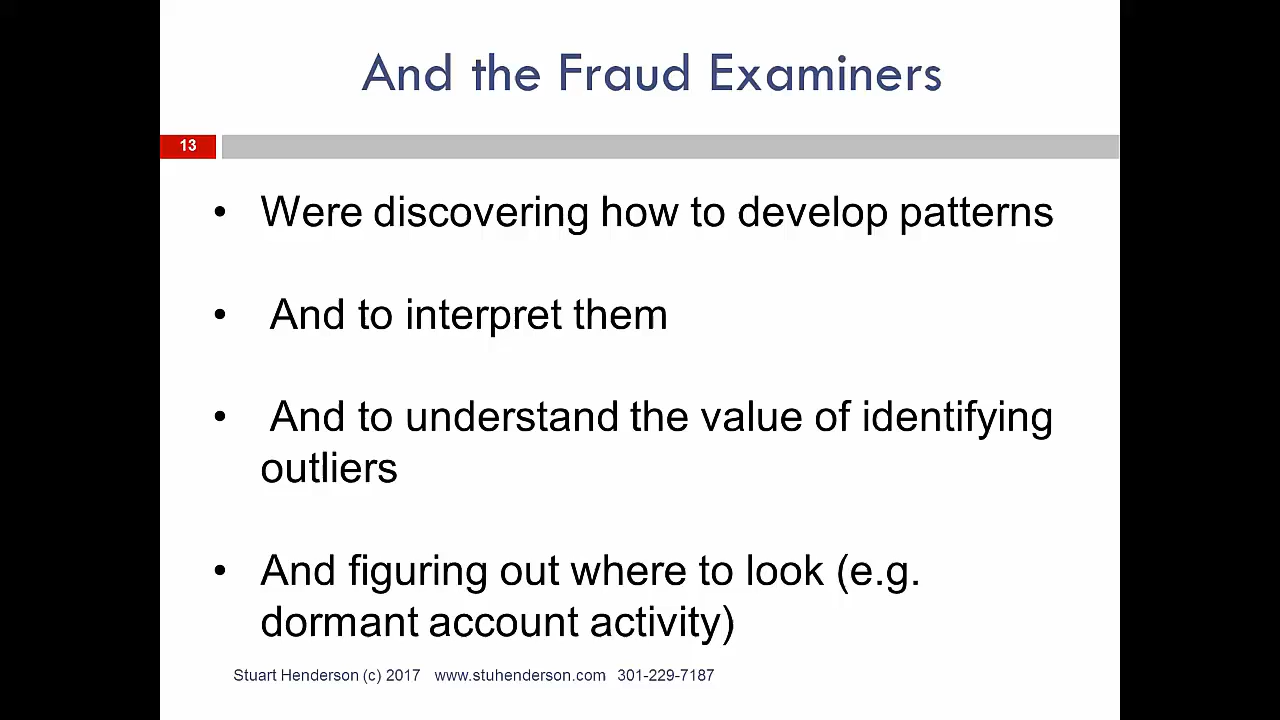 And the Fraud Examiners
13
• Were discovering how to develop patterns
• And to interpret them
• And to understand the value of identifying
outliers
• And figuring out where to look (e.g.
dormant account activity)
Stuart Henderson (c) 2017 www.stuhenderson.com 301-229-7187